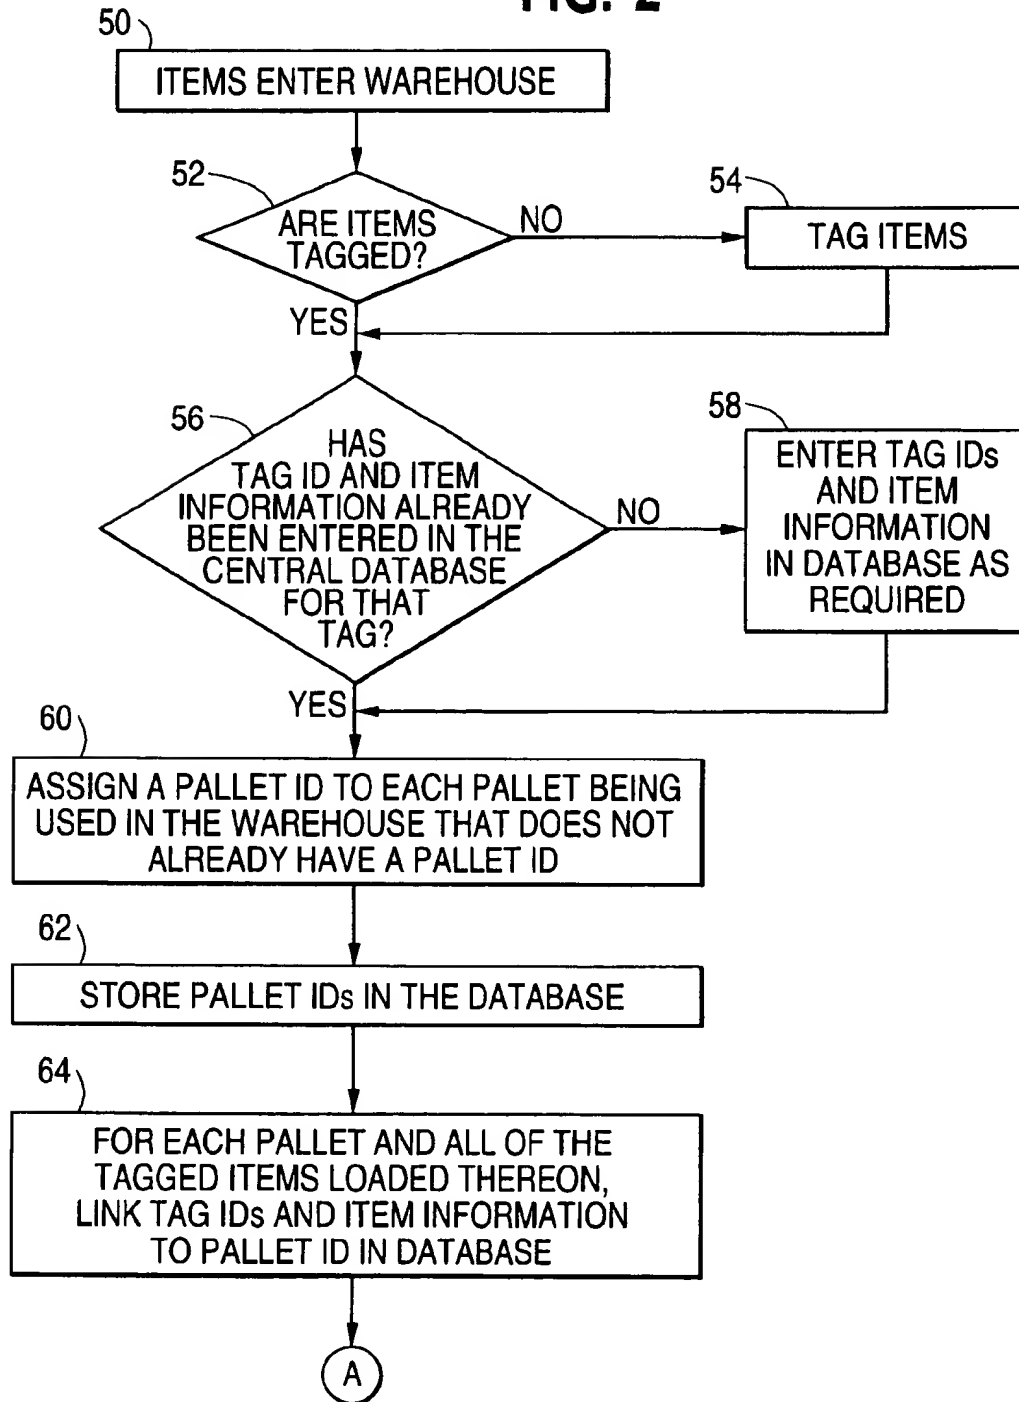 FIG. 2
50
ITEMS ENTER WAREHOUSE
52
ARE ITEMS
TAGGED?
NO
54
TAG ITEMS
YES
56
HAS
TAG ID AND ITEM
INFORMATION ALREADY
BEEN ENTERED IN THE
CENTRAL DATABASE
FOR THAT
TAG?
NO
58
ENTER TAG IDs
AND ITEM
INFORMATION
IN DATABASE AS
REQUIRED
YES
60
ASSIGN A PALLET ID TO EACH PALLET BEING
USED IN THE WAREHOUSE THAT DOES NOT
ALREADY HAVE A PALLET ID
62
STORE PALLET IDs IN THE DATABASE
64
FOR EACH PALLET AND ALL OF THE
TAGGED ITEMS LOADED THEREON,
LINK TAG IDs AND ITEM INFORMATION
TO PALLET ID IN DATABASE
A